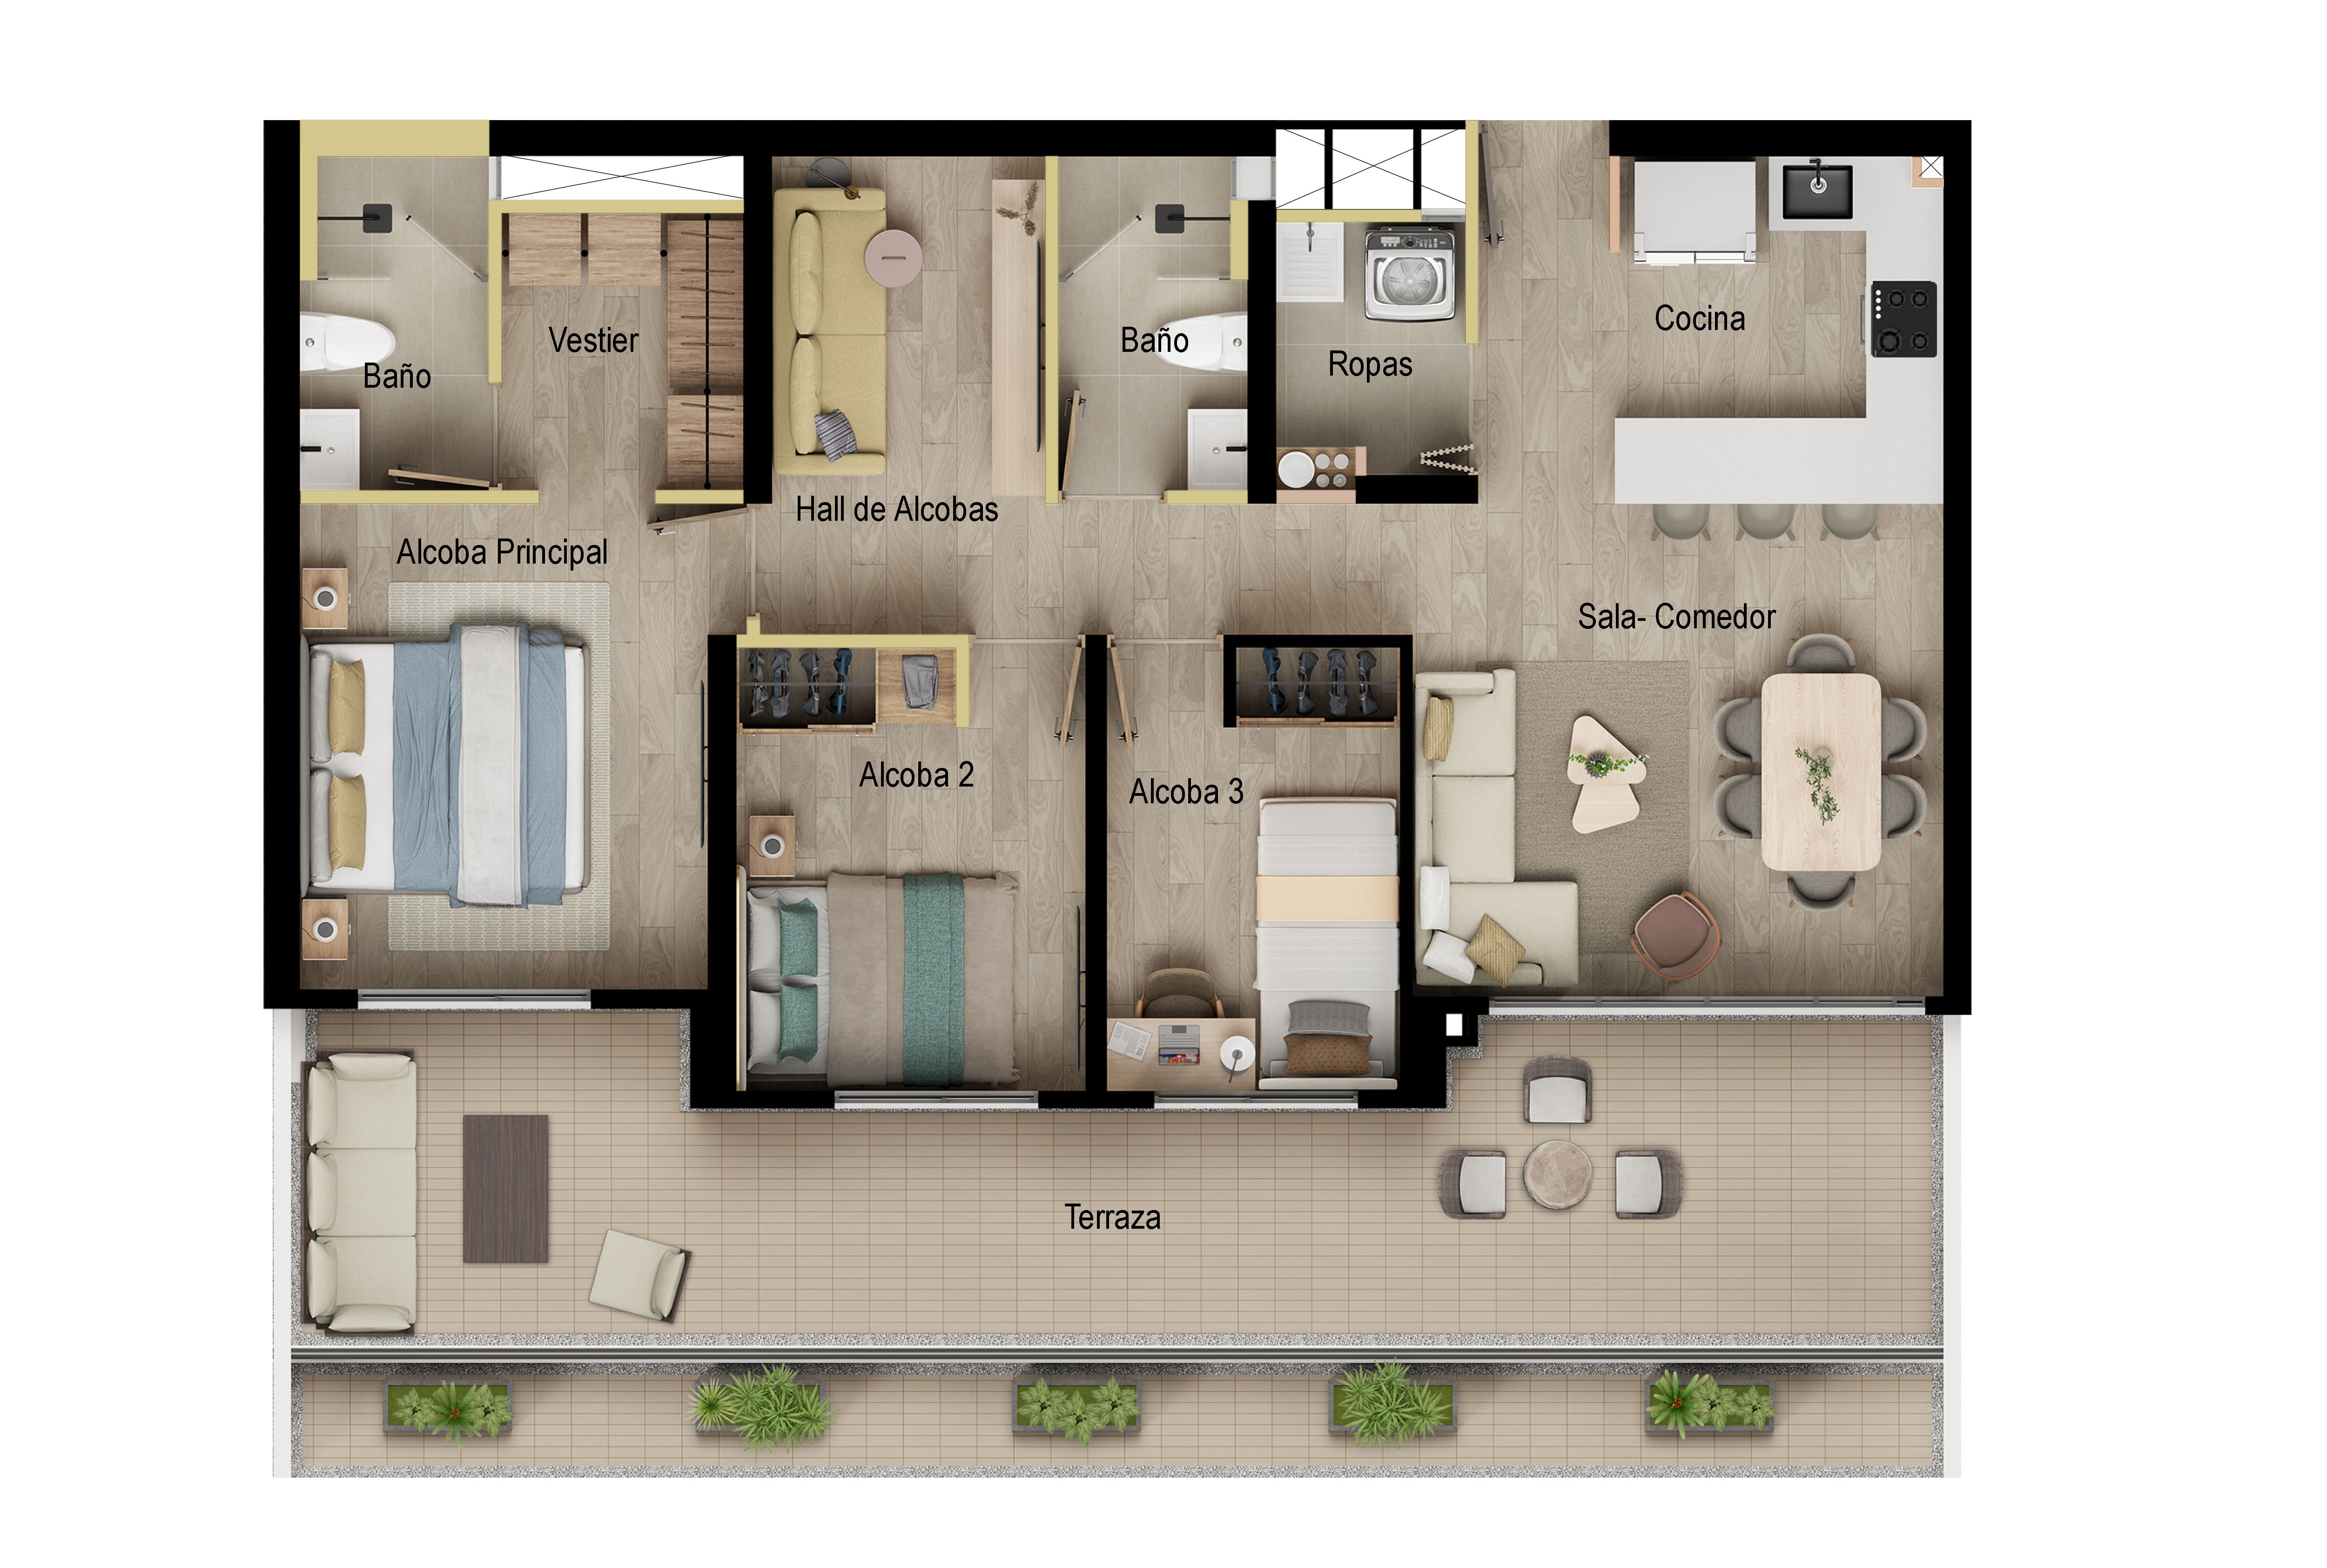 Cocina
Vestier
Baño
Ropas
Baño
Hall de Alcobas
Alcoba Principal
Sala- Comedor
Alcoba 2
Alcoba 3
Terraza